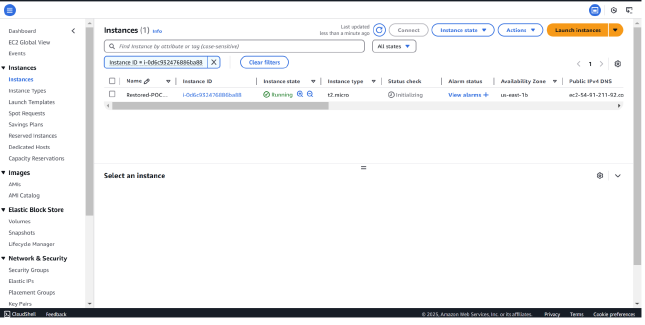 Dashboard
EC2 Global View
Events
Instances
Instances
Instance Types
Launch Templates
Spot Requests
Savings Plans
Reserved Instances
Dedicated Hosts
Capacity Reservations
Images
AMIs
AMI Catalog
Elastic Block Store
Volumes
Snapshots
Lifecycle Manager
Network & Security
Security Groups
Elastic IPs
Placement Groups
Key Pairs
Instances (1) Info
Last updated
less than a minute ago
Connect
Instance state
Actions
Launch instances
Find Instance by attribute or tag (case-sensitive)
All states
Instance ID = i-0d6c932476886ba88
Clear filters
1
Name Instance ID Instance state Instance type Status check Alarm status Availability Zone Public IPv4 DNS
Restored-POC... i-0d6c932476886ba88 Running t2.micro Initializing View alarms + us-east-1b ec2-54-91-211-92.co
Select an instance
CloudShell Feedback © 2025, Amazon Web Services, Inc. or its affiliates. Privacy Terms Cookie preferences